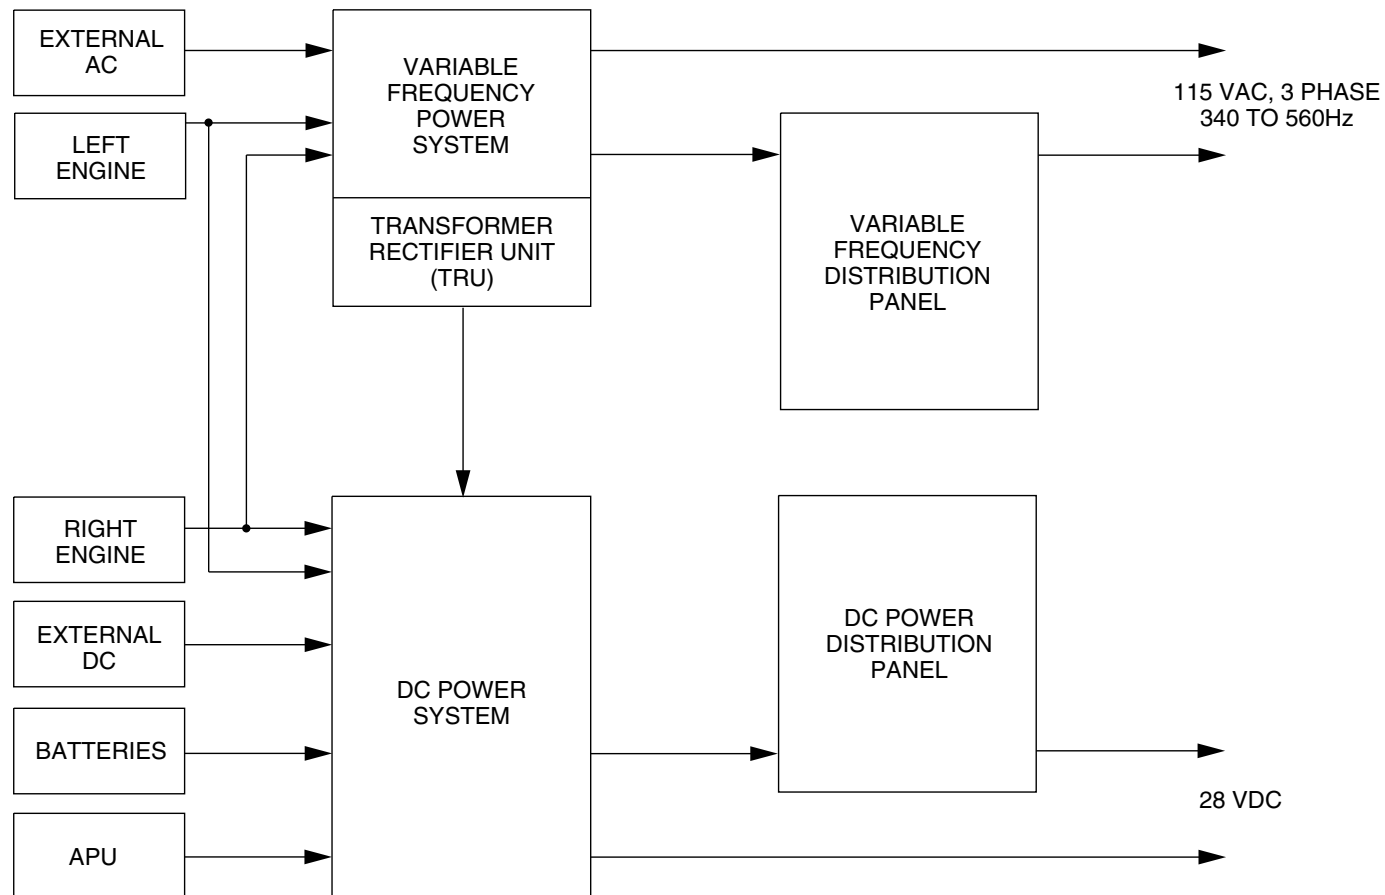 EXTERNAL
AC
LEFT
ENGINE
VARIABLE
FREQUENCY
POWER
SYSTEM
TRANSFORMER
RECTIFIER UNIT
(TRU)
115 VAC, 3 PHASE
340 TO 560Hz
VARIABLE
FREQUENCY
DISTRIBUTION
PANEL
RIGHT
ENGINE
EXTERNAL
DC
BATTERIES
APU
DC POWER
SYSTEM
DC POWER
DISTRIBUTION
PANEL
28 VDC